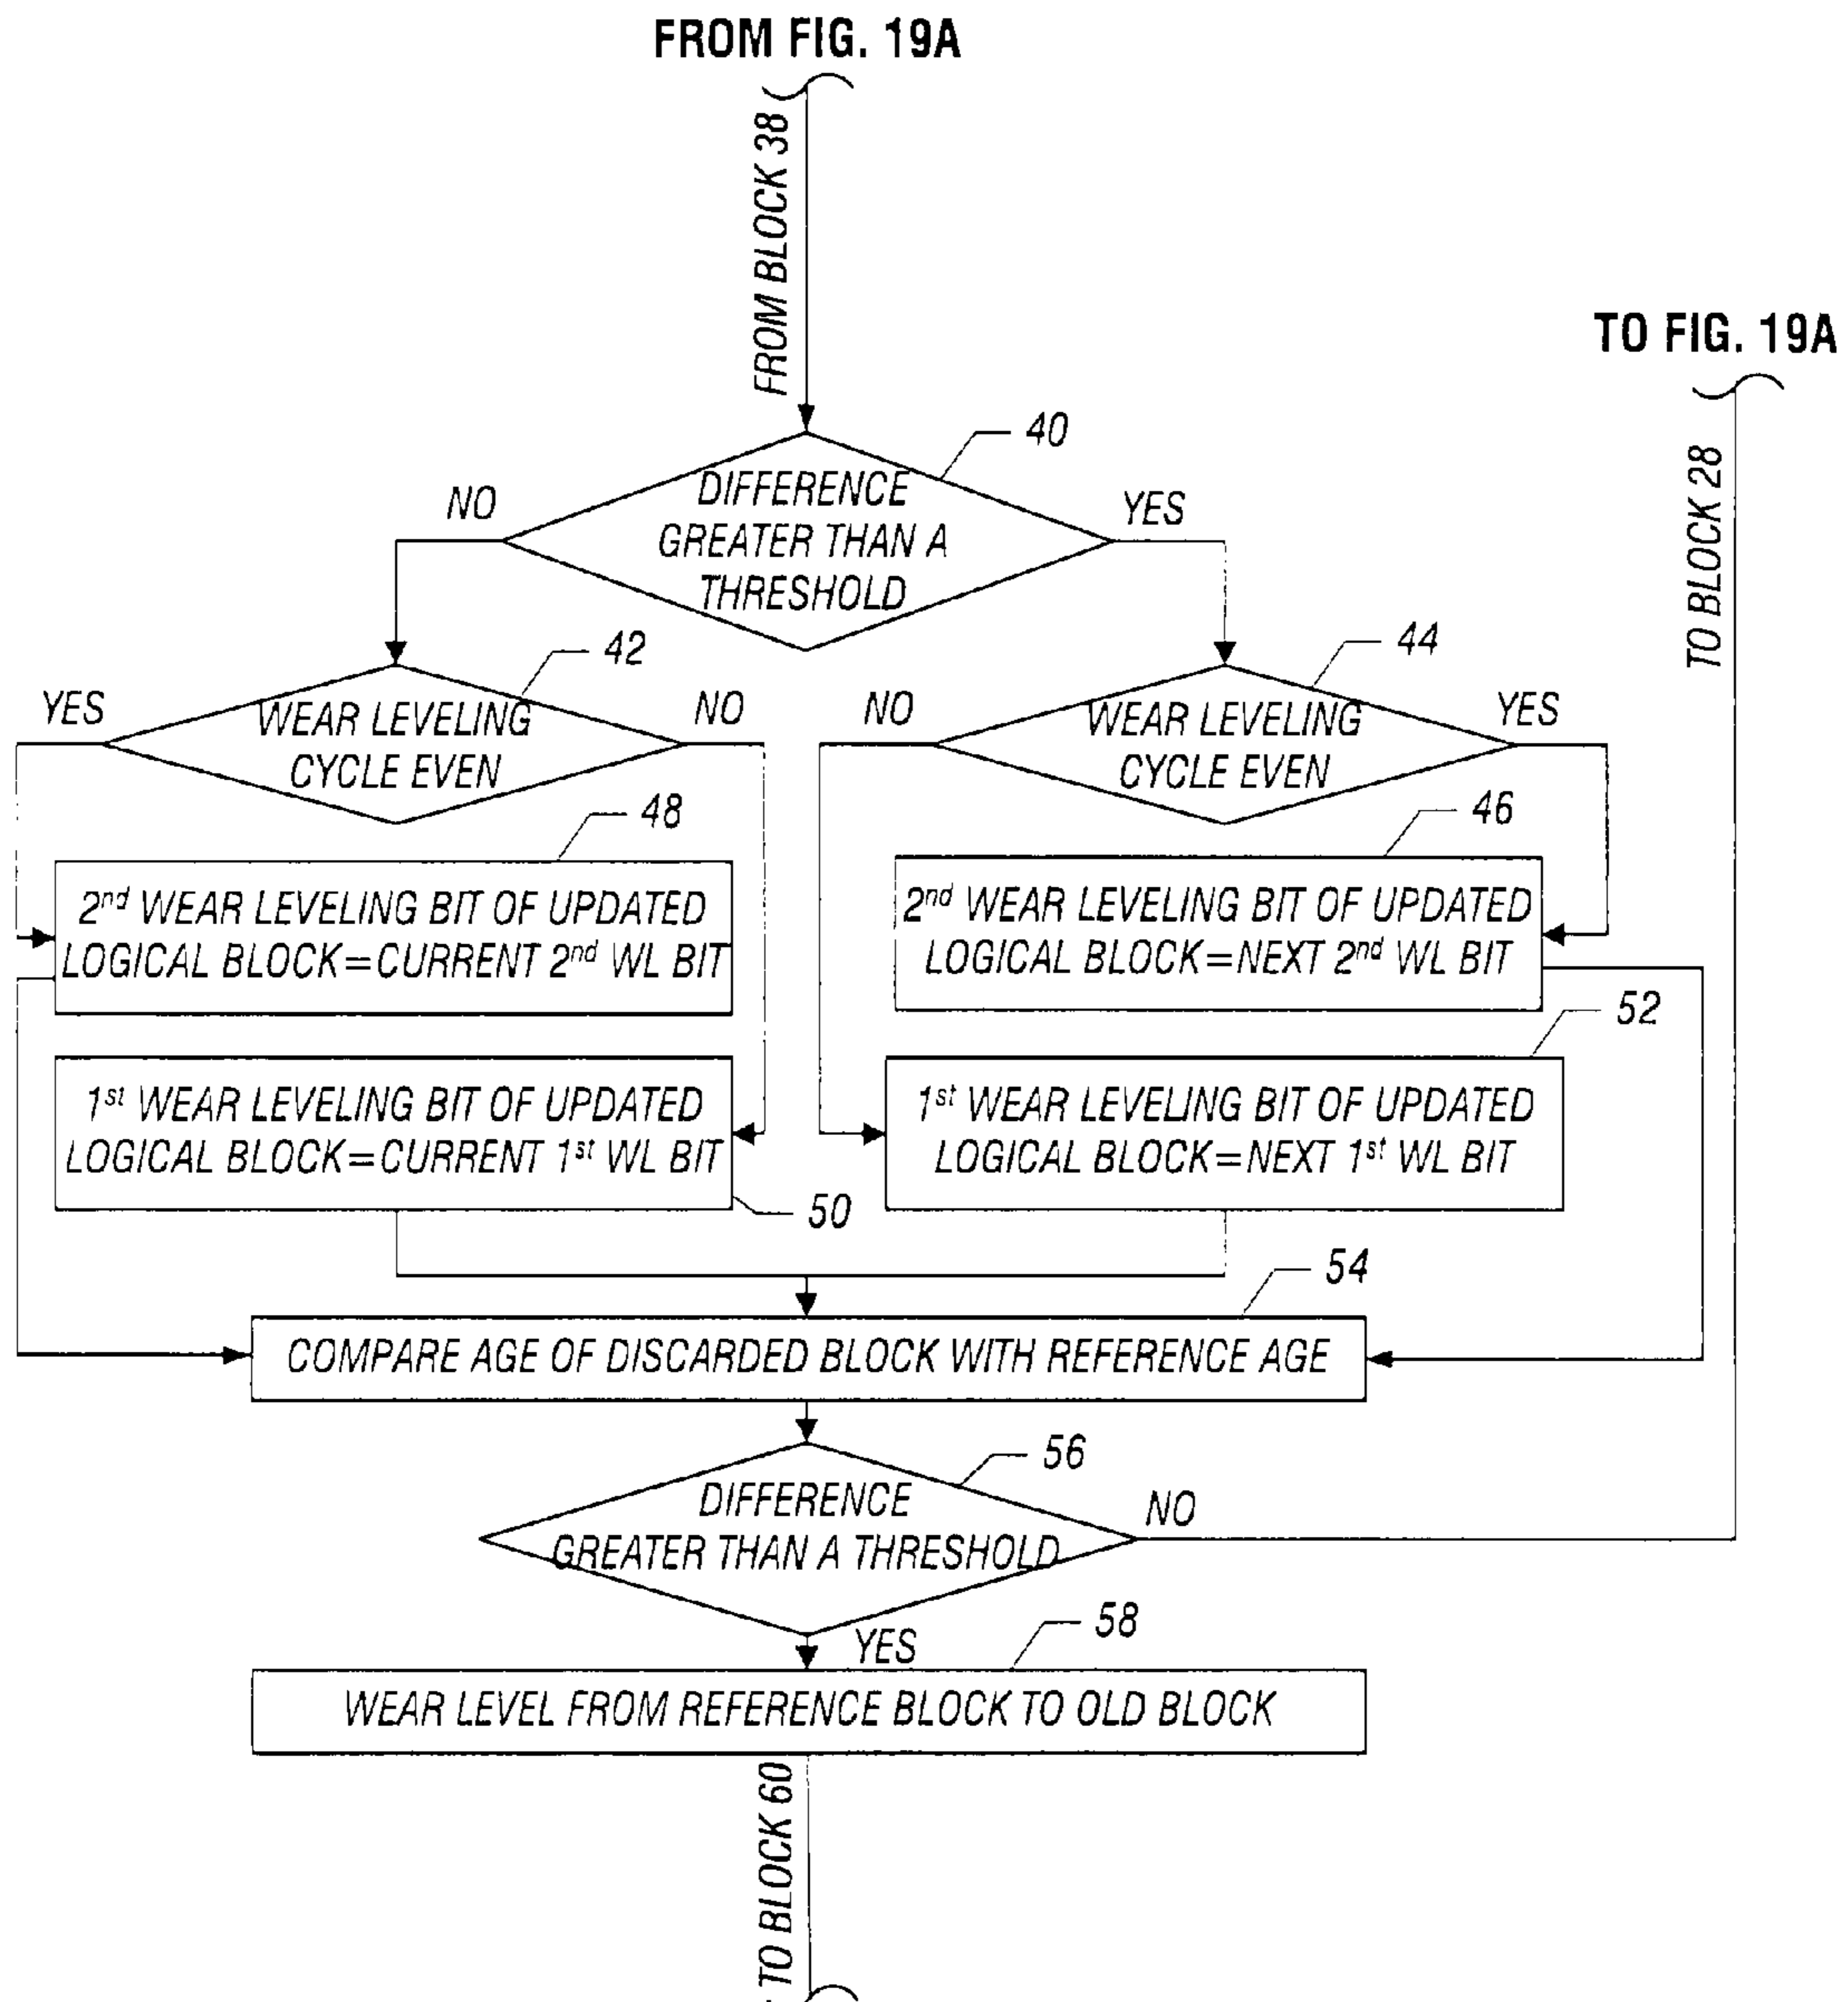 FROM FIG. 19A
FROM BLOCK 38
TO FIG. 19A
TO BLOCK 28
40
DIFFERENCE
GREATER THAN A
THRESHOLD
NO
YES
42
44
YES
WEAR LEVELING
CYCLE EVEN
NO
NO
WEAR LEVELING
CYCLE EVEN
YES
48
46
2nd WEAR LEVELING BIT OF UPDATED
LOGICAL BLOCK=CURRENT 2nd WL BIT
2nd WEAR LEVELING BIT OF UPDATED
LOGICAL BLOCK=NEXT 2nd WL BIT
52
1st WEAR LEVELING BIT OF UPDATED
LOGICAL BLOCK=CURRENT 1st WL BIT
1st WEAR LEVELING BIT OF UPDATED
LOGICAL BLOCK=NEXT 1st WL BIT
50
54
COMPARE AGE OF DISCARDED BLOCK WITH REFERENCE AGE
56
DIFFERENCE
GREATER THAN A THRESHOLD
NO
YES
58
WEAR LEVEL FROM REFERENCE BLOCK TO OLD BLOCK
TO BLOCK 60